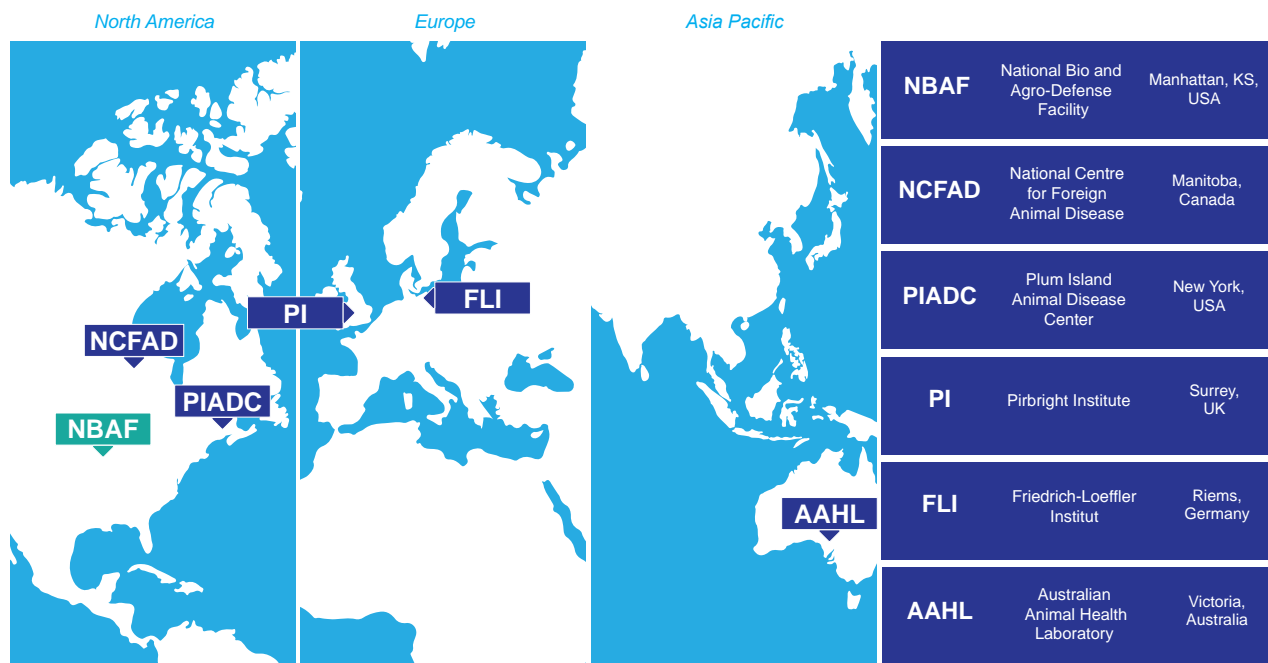 North America
Europe
Asia Pacific
NCFAD
PIADC
NBAF
PI
FLI
AAHL
NBAF
National Bio and
Agro-Defense
Facility
Manhattan, KS,
USA
NCFAD
National Centre
for Foreign
Animal Disease
Manitoba,
Canada
PIADC
Plum Island
Animal Disease
Center
New York,
USA
PI
Pirbright Institute
Surrey,
UK
FLI
Friedrich-Loeffler
Institut
Riems,
Germany
AAHL
Australian
Animal Health
Laboratory
Victoria,
Australia